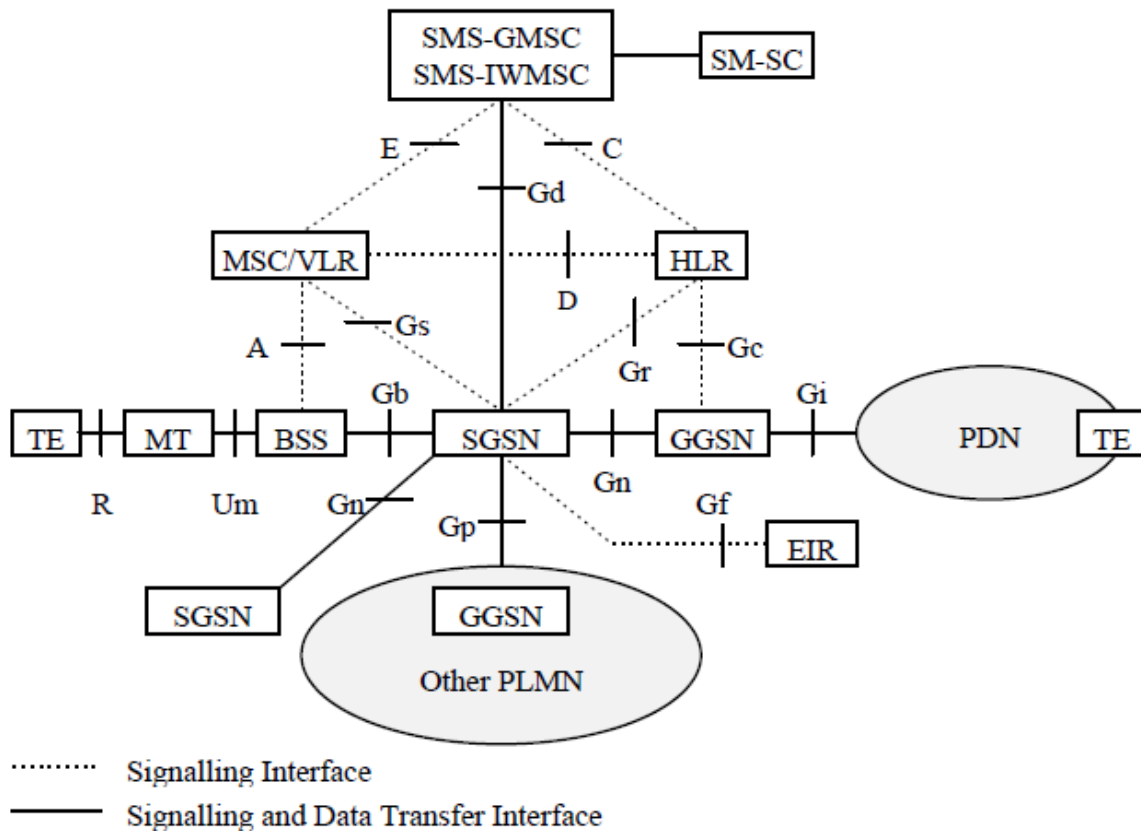 SMS-GMSC
SMS-IWMSC
SM-SC
E
C
Gd
MSC/VLR
HLR
D
Gs
A
Gr
Gc
Gb
Gi
TE
MT
BSS
SGSN
GGSN
PDN
TE
R
Um
Gn
Gn
Gf
Gp
EIR
SGSN
GGSN
Other PLMN
Signalling Interface
Signalling and Data Transfer Interface